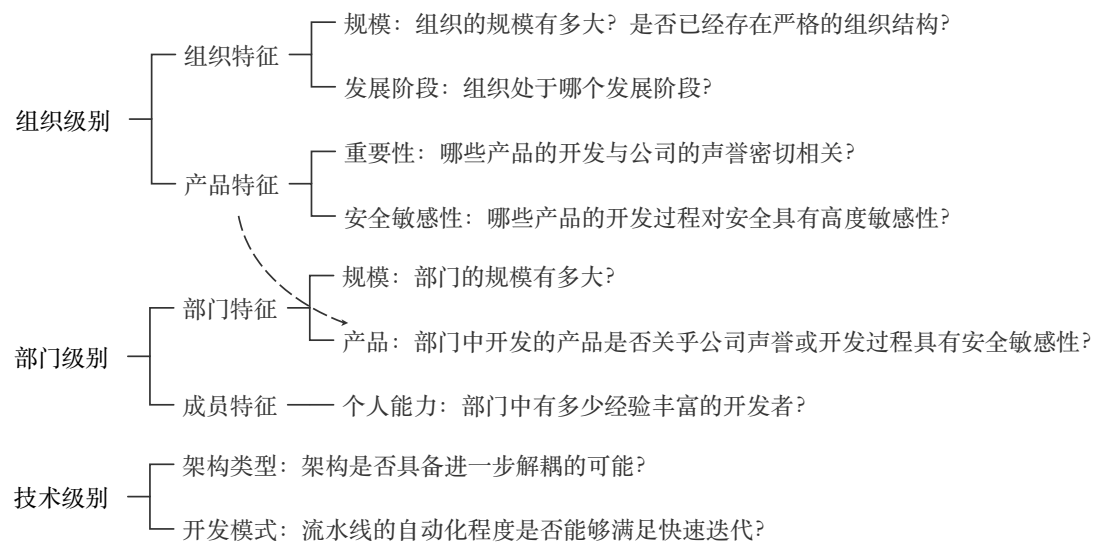 规模：组织的规模有多大？是否已经存在严格的组织结构？
组织特征
发展阶段：组织处于哪个发展阶段？
组织级别
重要性：哪些产品的开发与公司的声誉密切相关？
产品特征
安全敏感性：哪些产品的开发过程对安全具有高度敏感性？
规模：部门的规模有多大？
部门特征
产品：部门中开发的产品是否关乎公司声誉或开发过程具有安全敏感性？
部门级别
成员特征
个人能力：部门中有多少经验丰富的开发者？
架构类型：架构是否具备进一步解耦的可能？
技术级别
开发模式：流水线的自动化程度是否能够满足快速迭代？